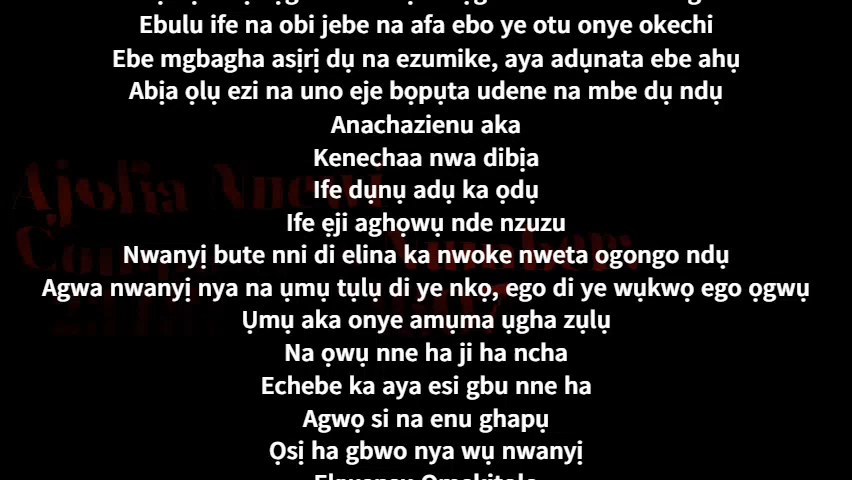 Ebulu ife na obi jebe na afa ebo ye otu onye okechi
Ebe mgbagha asịrị dụ na ezumike, aya adụnata ebe ahụ
Abịa ọlụ ezi na uno eje bọpụta udene na mbe dụ ndụ
Anachazienu aka
Kenechaa nwa dibịa
Ife dụnụ adụ ka ọdụ
Ife ẹji aghọwụ nde nzuzu
Nwanyị bute nni di elina ka nwoke nweta ogongo ndụ
Agwa nwanyị nya na ụmụ tụlụ di ye nkọ, ego di ye wụkwọ ego ọgwụ
Ụmụ aka onye amụma ụgha zụlụ
Na ọwụ nne ha ji ha ncha
Echebe ka aya esi gbu nne ha
Agwọ si na enu ghapụ
Ọsị ha gbwo nya wụ nwanyị
Ajofia Nnewi